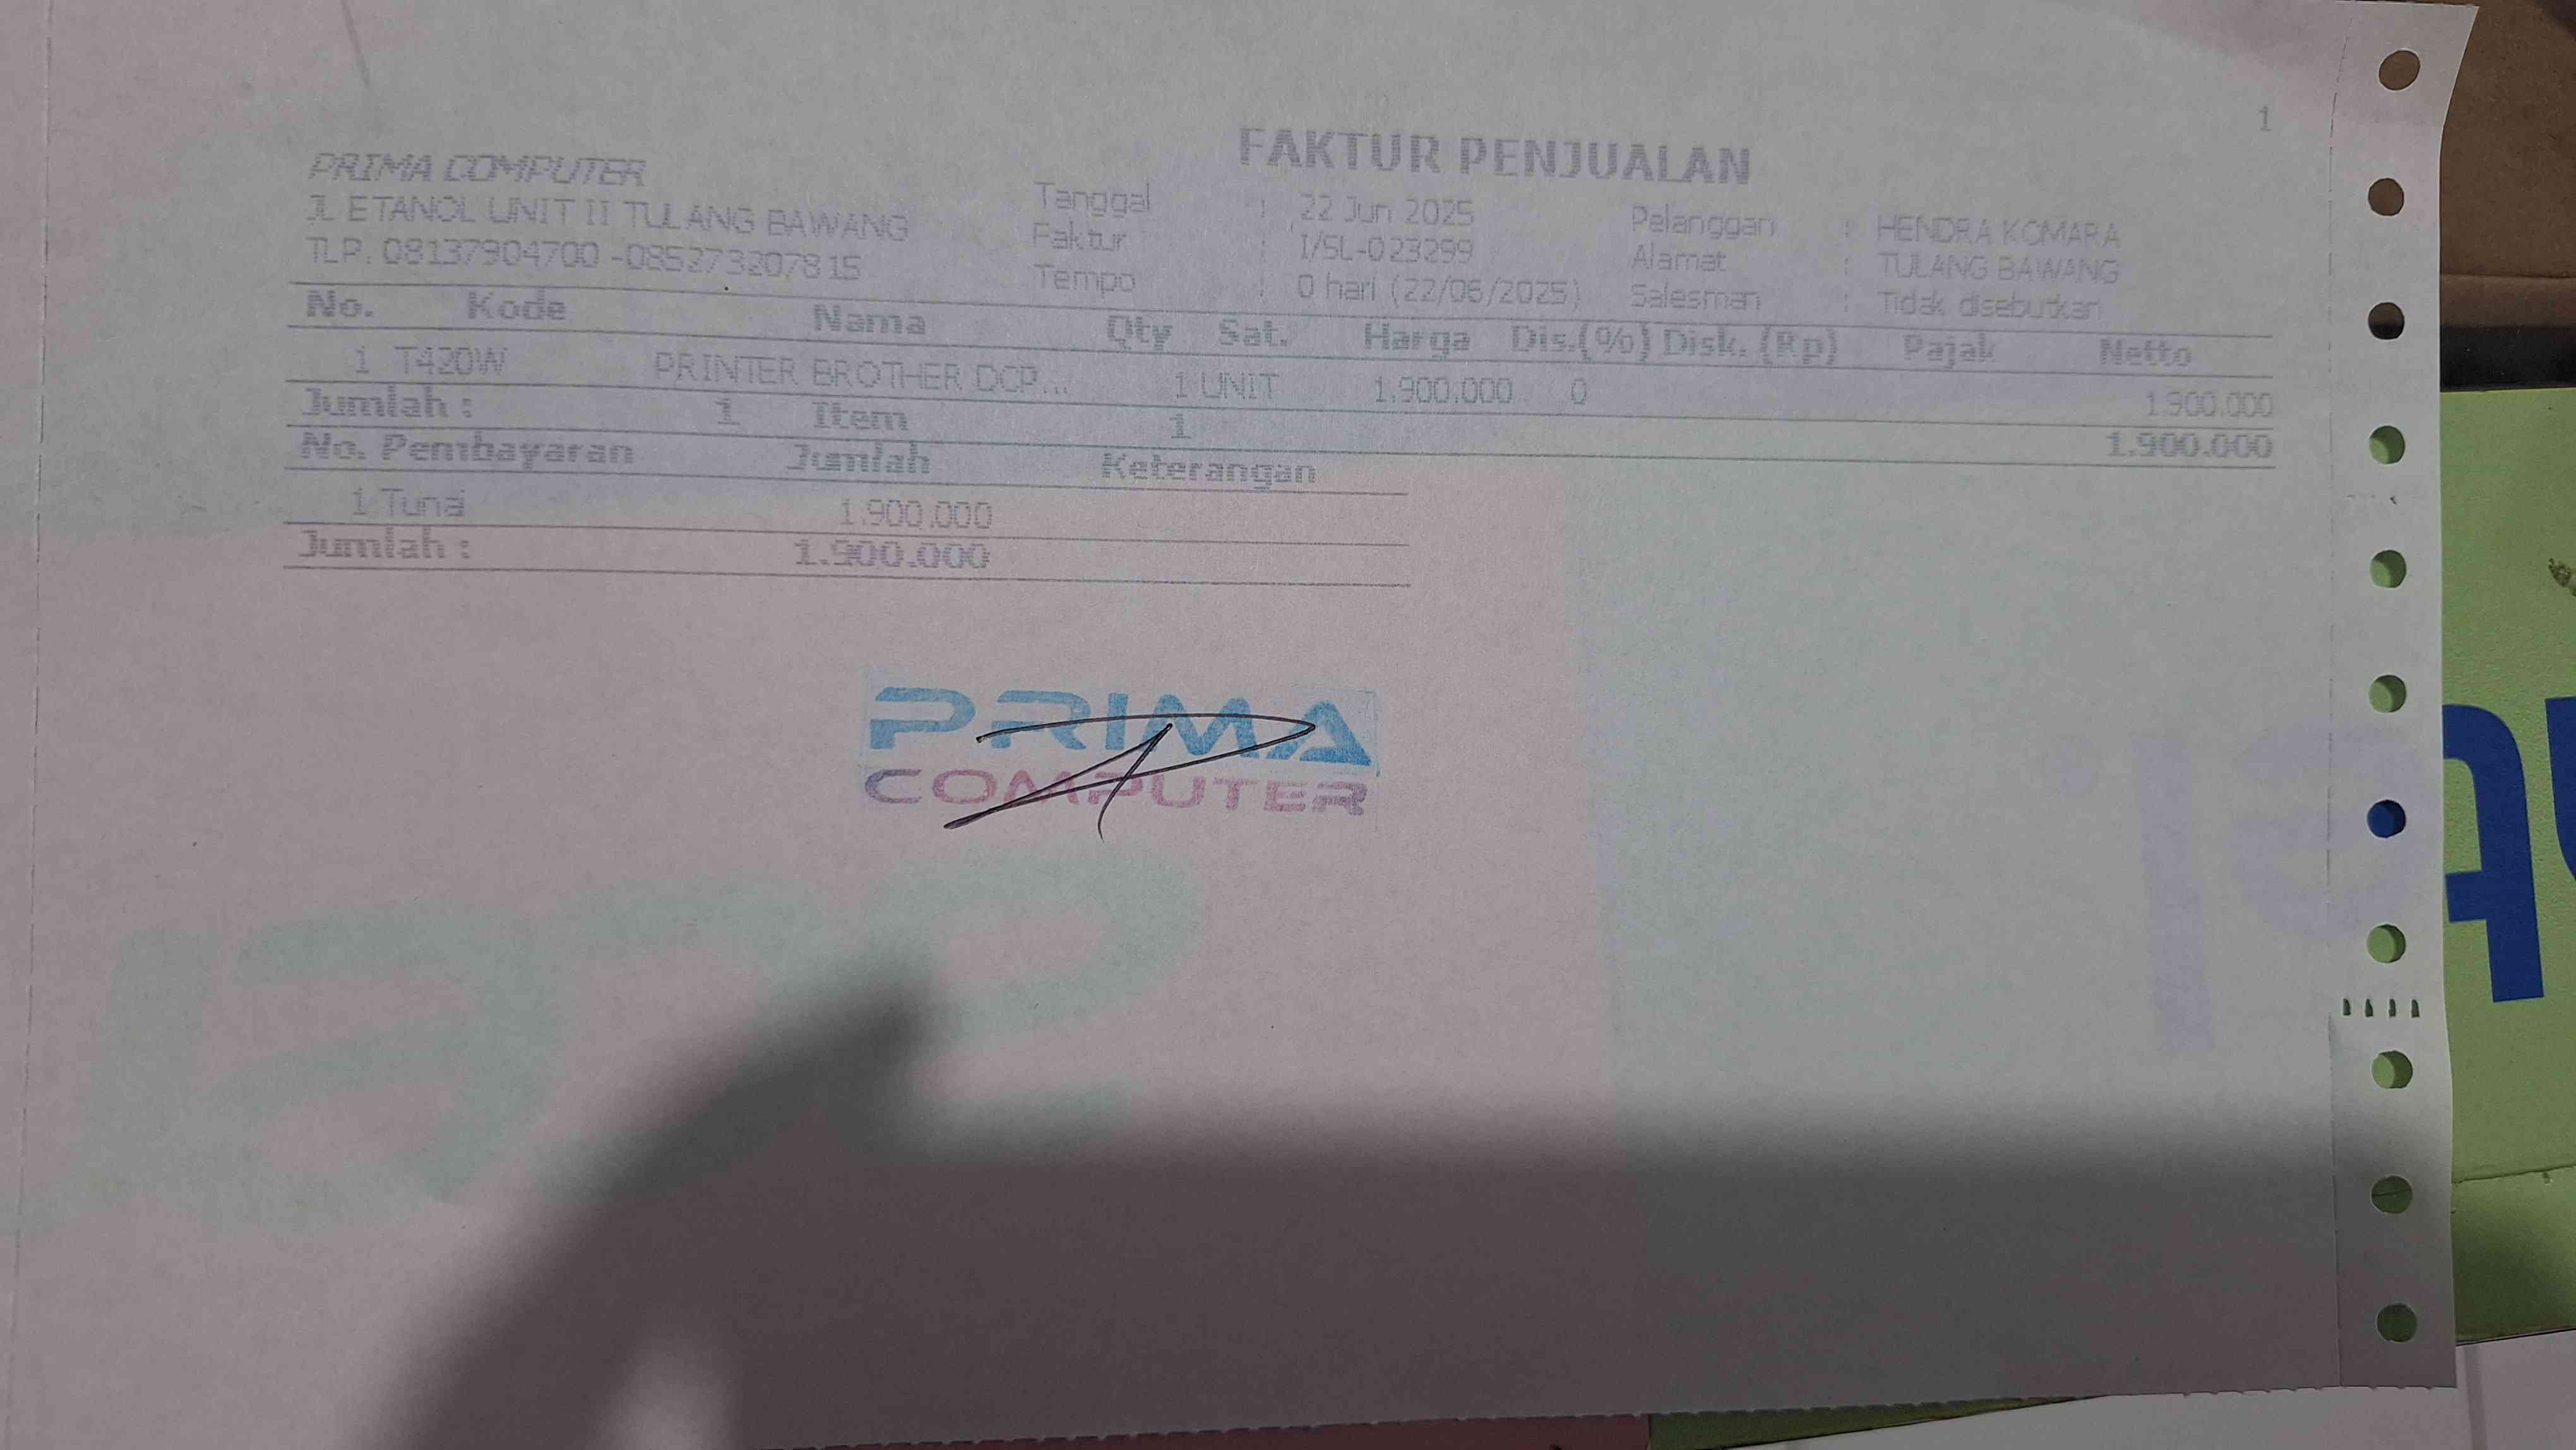 1
FAKTUR PENJUALAN
PRIMA COMPUTER
JL ETANOL UNIT II TULANG BAWANG
TLP. 08137904700 -085273207815
Tanggal : 22 Jun 2025
Faktur : I/SL-023299
Tempo : 0 hari (22/06/2025)
Pelanggan : HENDRA KOMARA
Alamat : TULANG BAWANG
Salesman : Tidak disebutkan
No. Kode Nama Qty Sat. Harga Dis.(%) Disk. (Rp) Pajak Netto
1 T420W PRINTER BROTHER DCP... 1 UNIT 1.900.000 0 1.900.000
Jumlah : 1 Item 1 1.900.000
No. Pembayaran Jumlah Keterangan
1 Tunai 1.900.000
Jumlah : 1.900.000
PRIMA
COMPUTER